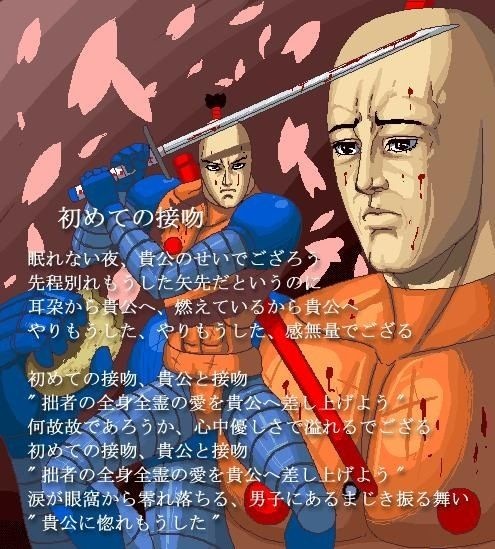 初めての接吻
眠れない夜、貴公のせいでござろう
先程別れもうした矢先だというのに
耳朶から貴公へ、燃えているから貴公へ
やりもうした、やりもうした、感無量でござる
初めての接吻、貴公と接吻
"拙者の全身全霊の愛を貴公へ差し上げよう"
何故故であろうか、心中優しさで溢れるでござる
初めての接吻、貴公と接吻
"拙者の全身全霊の愛を貴公へ差し上げよう"
涙が眼窩から零れ落ちる、男子にあるまじき振る舞い
"貴公に惚れもうした"